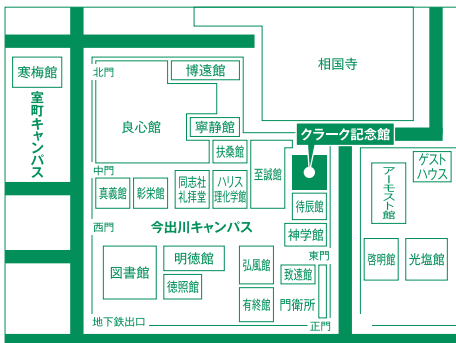 寒梅館
室町キャンパス
北門
博遠館
相国寺
良心館
寧静館
クラーク記念館
扶桑館
至誠館
ゲスト
ハウス
アーモスト館
中門
真義館
彰栄館
同志社
礼拝堂
ハリス
理化学館
待辰館
西門
今出川キャンパス
神学館
東門
図書館
明徳館
徳照館
弘風館
致遠館
啓明館
光塩館
有終館
門衛所
地下鉄出口
正門